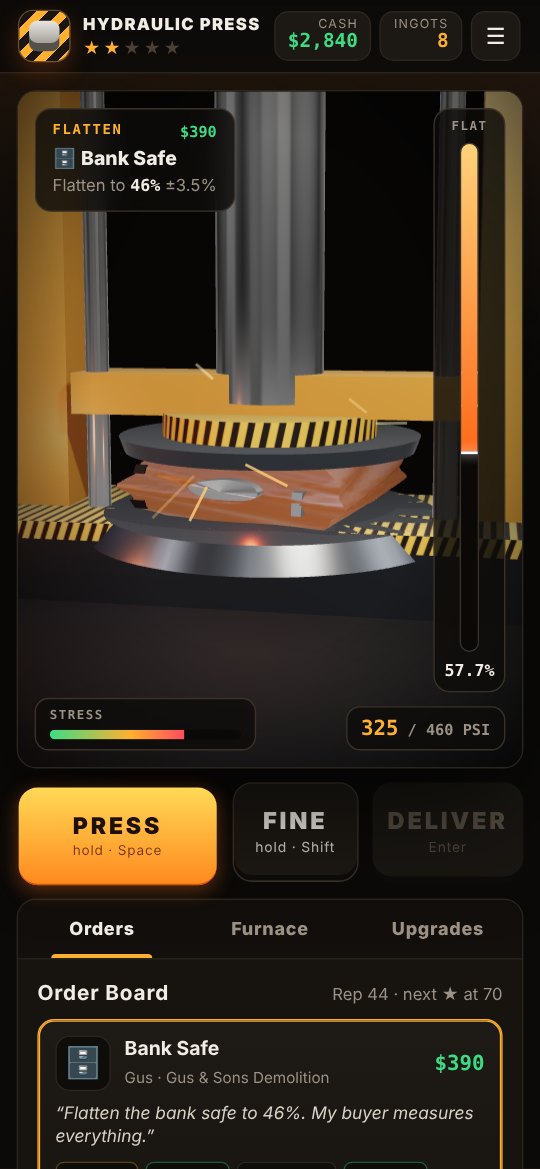 HYDRAULIC PRESS
★★★★★
CASH
$2,840
INGOTS
8
☰
FLATTEN
$390
Bank Safe
Flatten to 46% ±3.5%
FLAT
57.7%
STRESS
325 / 460 PSI
PRESS
hold · Space
FINE
hold · Shift
DELIVER
Enter
Orders
Furnace
Upgrades
Order Board
Rep 44 · next ★ at 70
Bank Safe
Gus · Gus & Sons Demolition
$390
“Flatten the bank safe to 46%. My buyer measures
everything.”